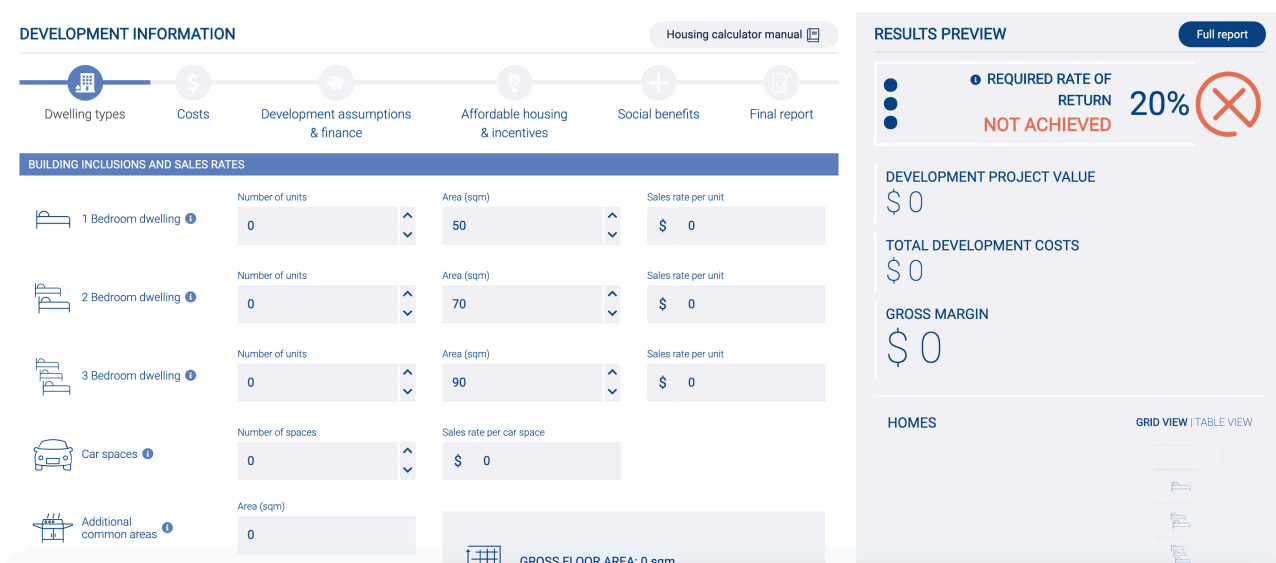 DEVELOPMENT INFORMATION
Housing calculator manual
Dwelling types
Costs
Development assumptions
& finance
Affordable housing
& incentives
Social benefits
Final report
BUILDING INCLUSIONS AND SALES RATES
1 Bedroom dwelling
Number of units
0
Area (sqm)
50
Sales rate per unit
$ 0
2 Bedroom dwelling
Number of units
0
Area (sqm)
70
Sales rate per unit
$ 0
3 Bedroom dwelling
Number of units
0
Area (sqm)
90
Sales rate per unit
$ 0
Car spaces
Number of spaces
0
Sales rate per car space
$ 0
Additional
common areas
Area (sqm)
0
GROSS FLOOR AREA: 0 sqm
RESULTS PREVIEW
Full report
REQUIRED RATE OF
RETURN
NOT ACHIEVED
20%
DEVELOPMENT PROJECT VALUE
$ 0
TOTAL DEVELOPMENT COSTS
$ 0
GROSS MARGIN
$ 0
HOMES
GRID VIEW | TABLE VIEW